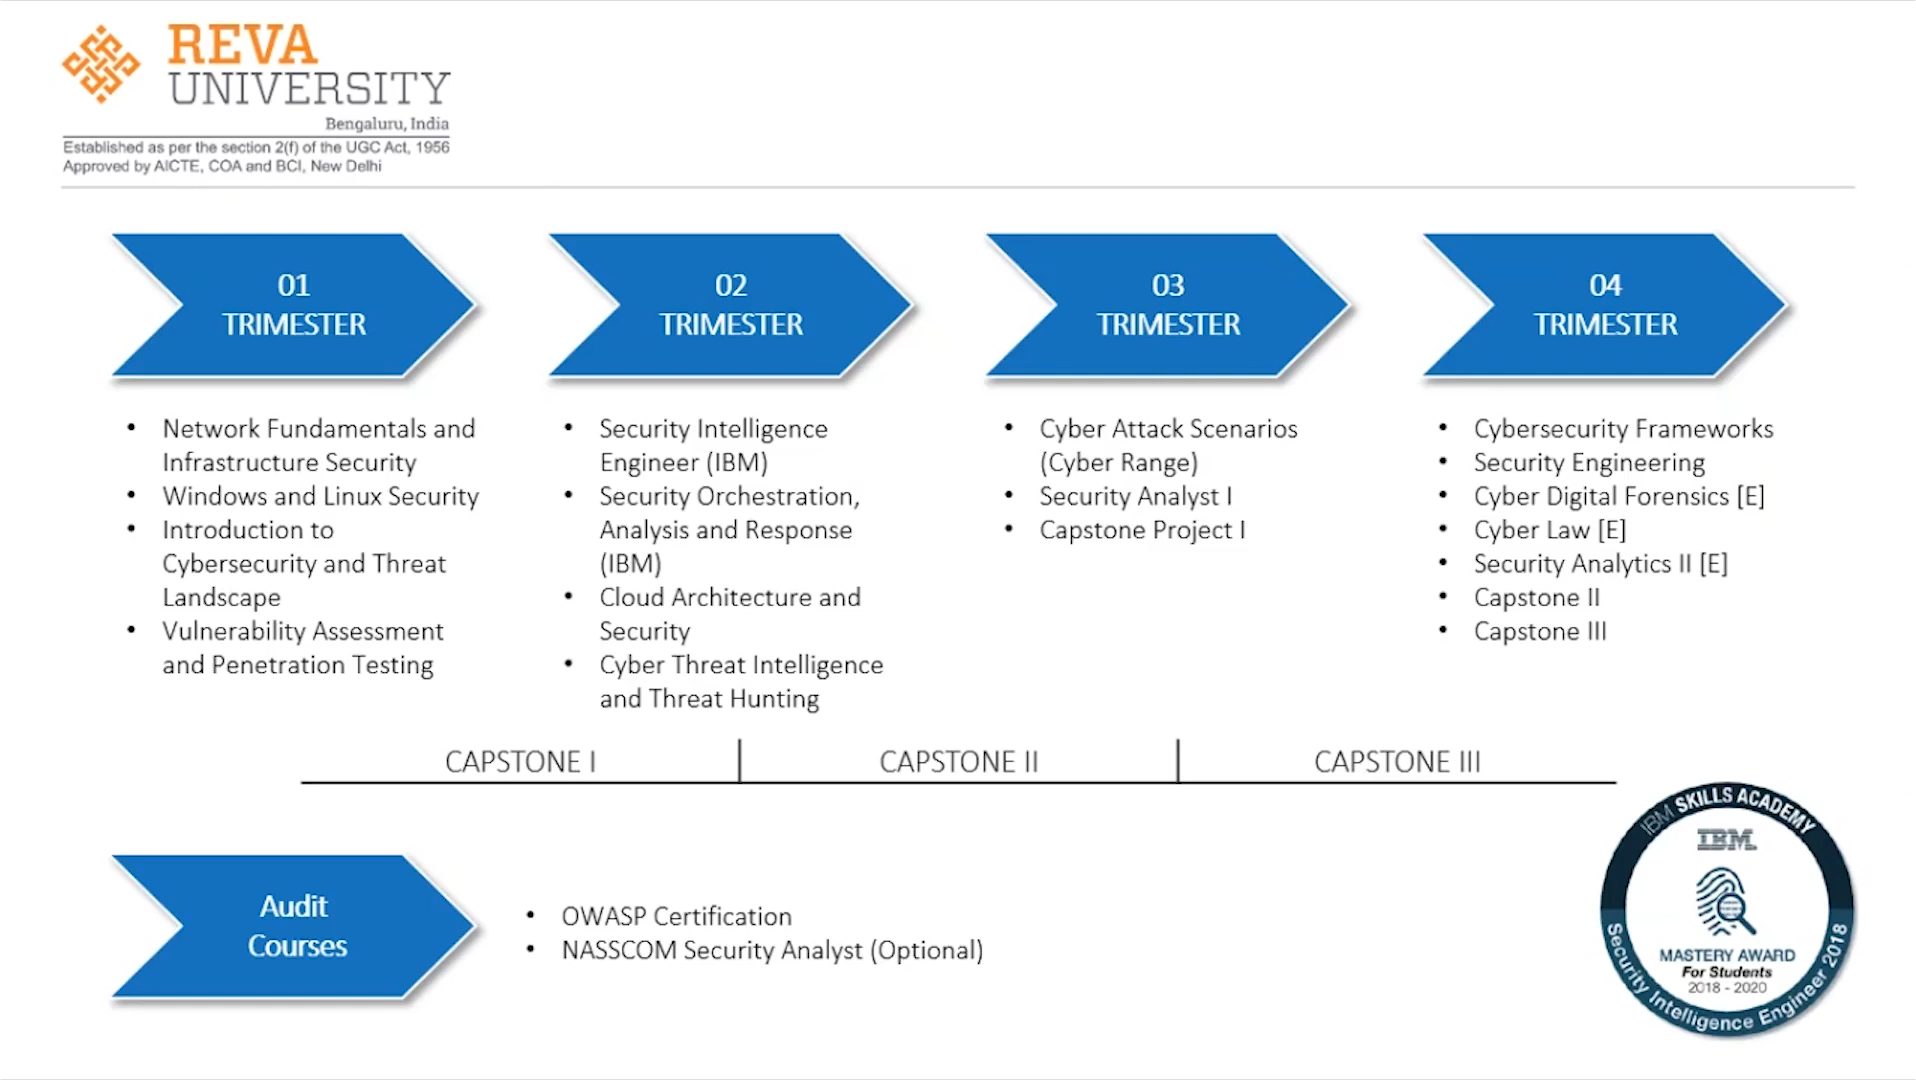 REVA
UNIVERSITY
Bengaluru, India
Established as per the section 2(f) of the UGC Act, 1956
Approved by AICTE, COA and BCI, New Delhi
01
TRIMESTER
• Network Fundamentals and
Infrastructure Security
• Windows and Linux Security
• Introduction to
Cybersecurity and Threat
Landscape
• Vulnerability Assessment
and Penetration Testing
02
TRIMESTER
• Security Intelligence
Engineer (IBM)
• Security Orchestration,
Analysis and Response
(IBM)
• Cloud Architecture and
Security
• Cyber Threat Intelligence
and Threat Hunting
03
TRIMESTER
• Cyber Attack Scenarios
(Cyber Range)
• Security Analyst I
• Capstone Project I
04
TRIMESTER
• Cybersecurity Frameworks
• Security Engineering
• Cyber Digital Forensics [E]
• Cyber Law [E]
• Security Analytics II [E]
• Capstone II
• Capstone III
CAPSTONE I
CAPSTONE II
CAPSTONE III
Audit
Courses
• OWASP Certification
• NASSCOM Security Analyst (Optional)
IBM SKILLS ACADEMY
IBM
MASTERY AWARD
For Students
2018 - 2020
Security Intelligence Engineer 2018